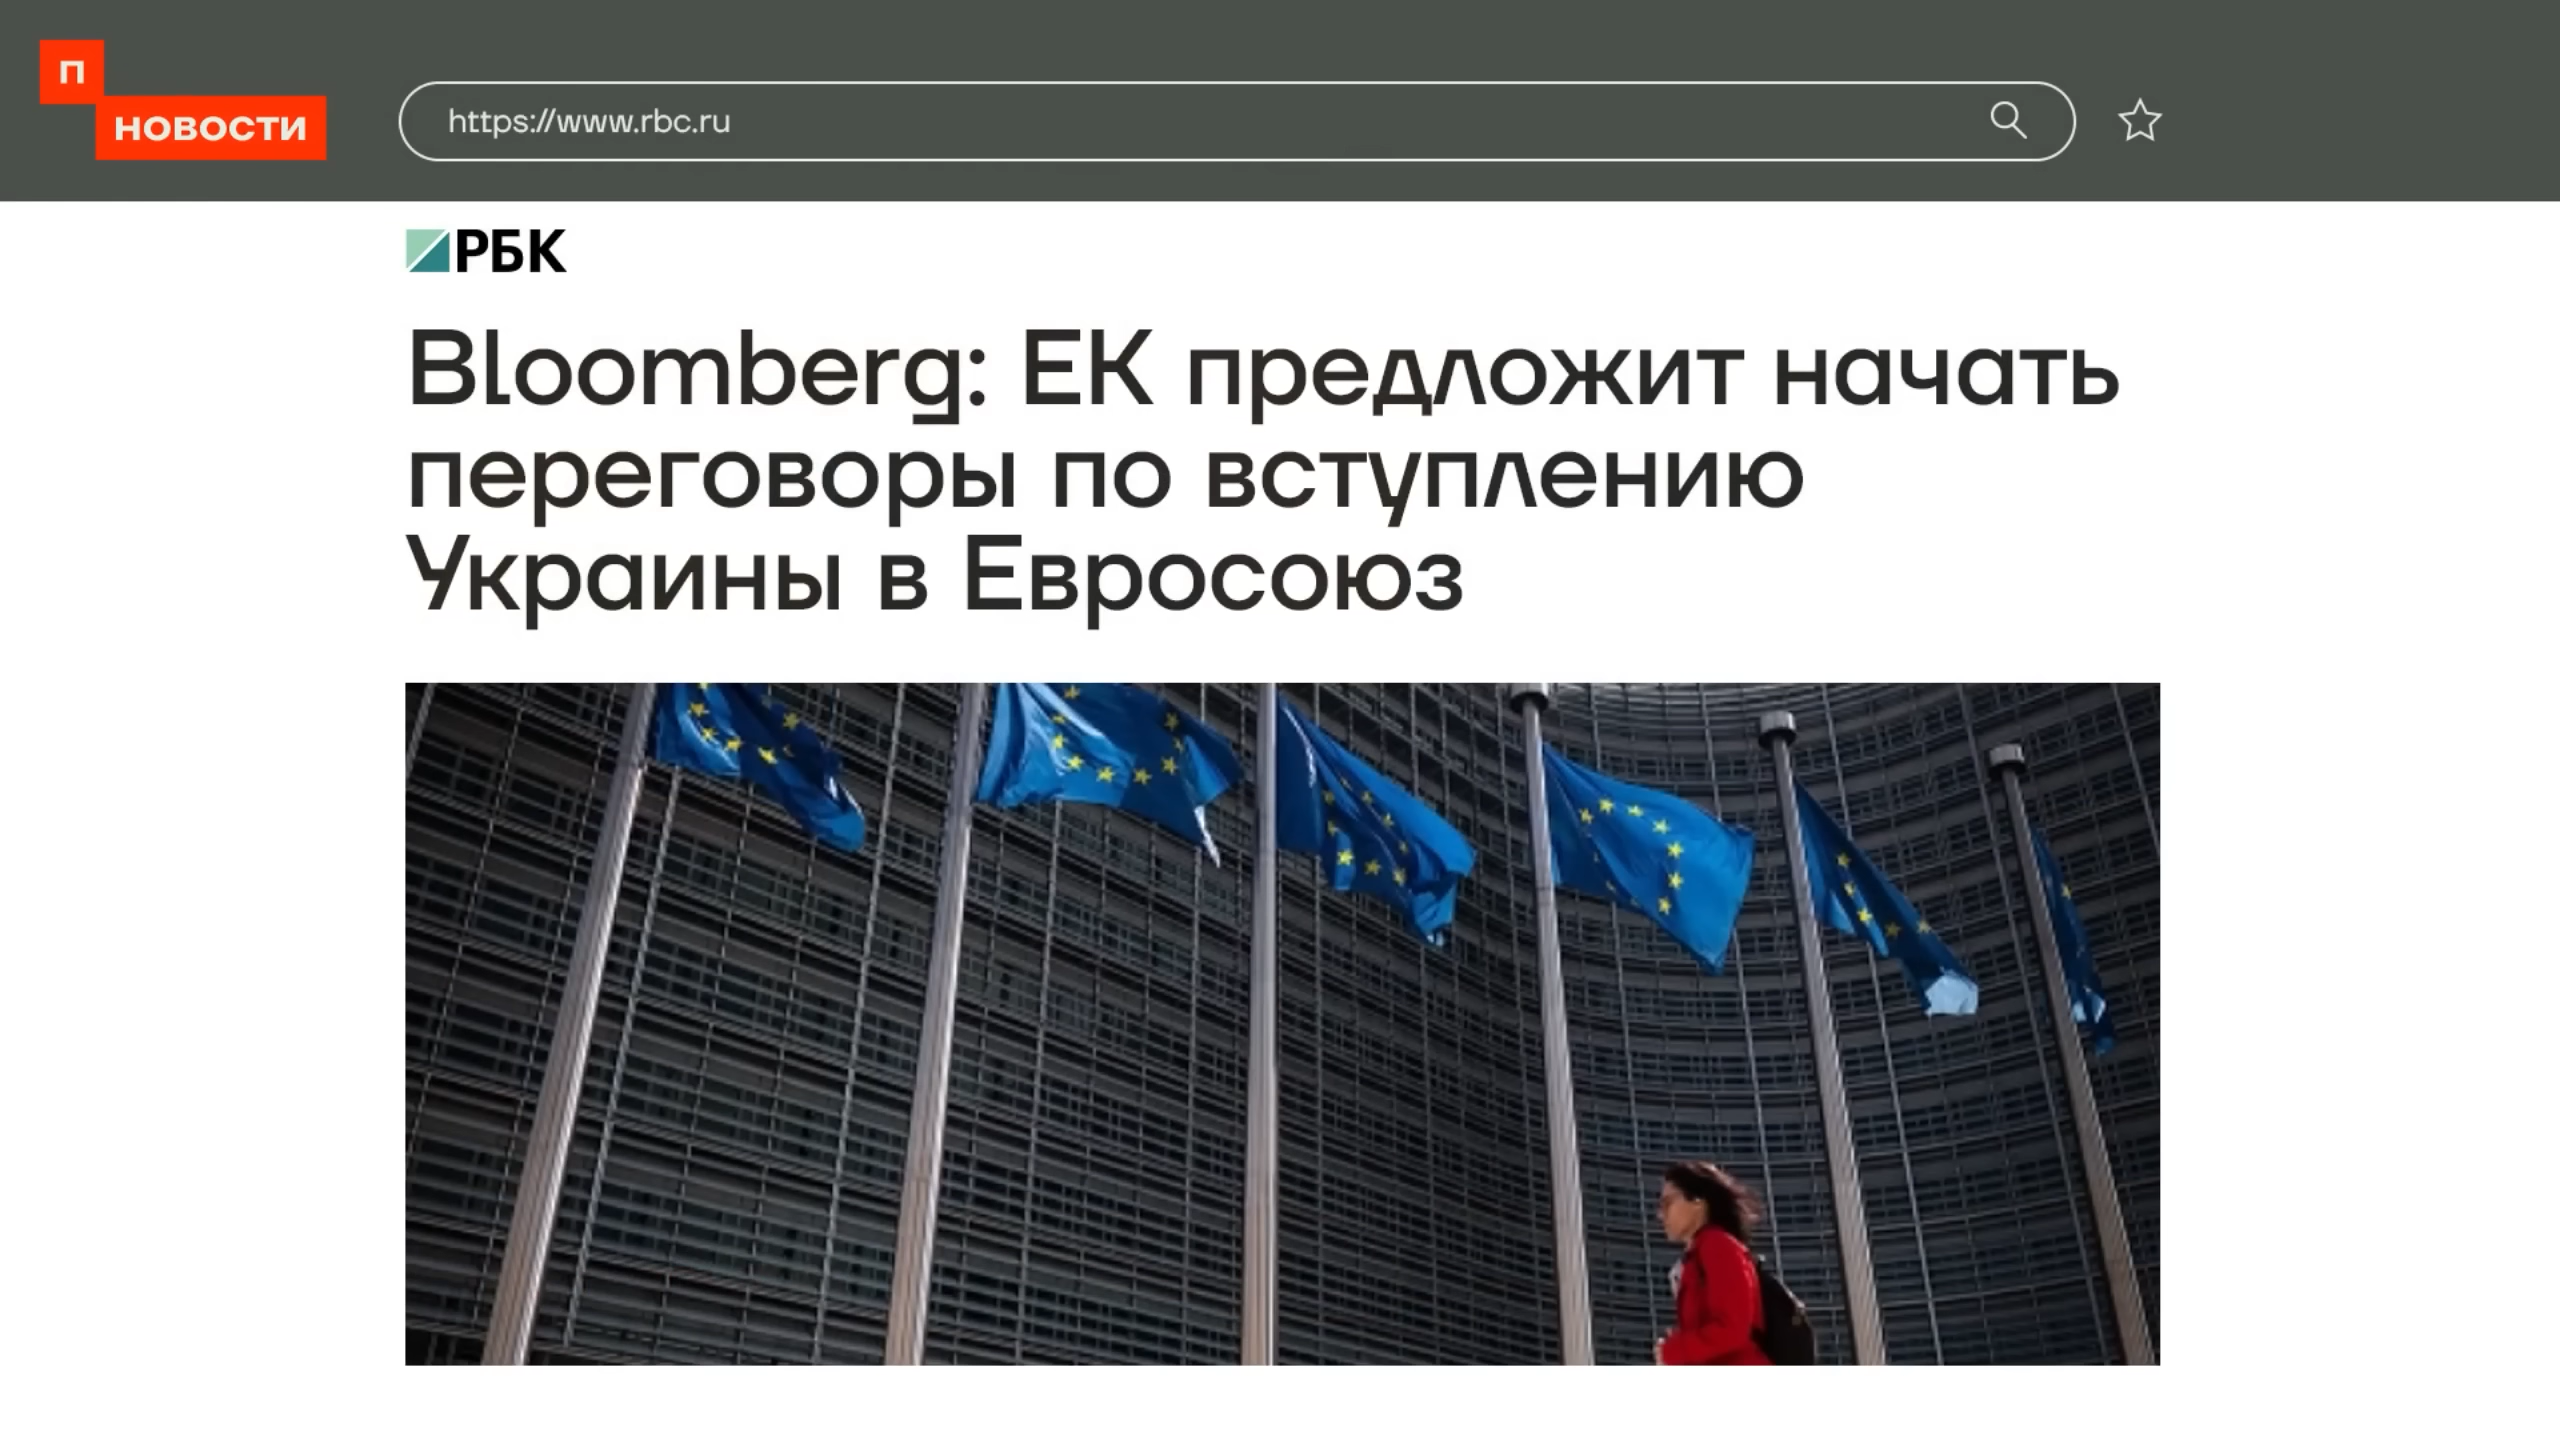 П
НОВОСТИ
https://www.rbc.ru
РБК
Bloomberg: ЕК предложит начать
переговоры по вступлению
Украины в Евросоюз